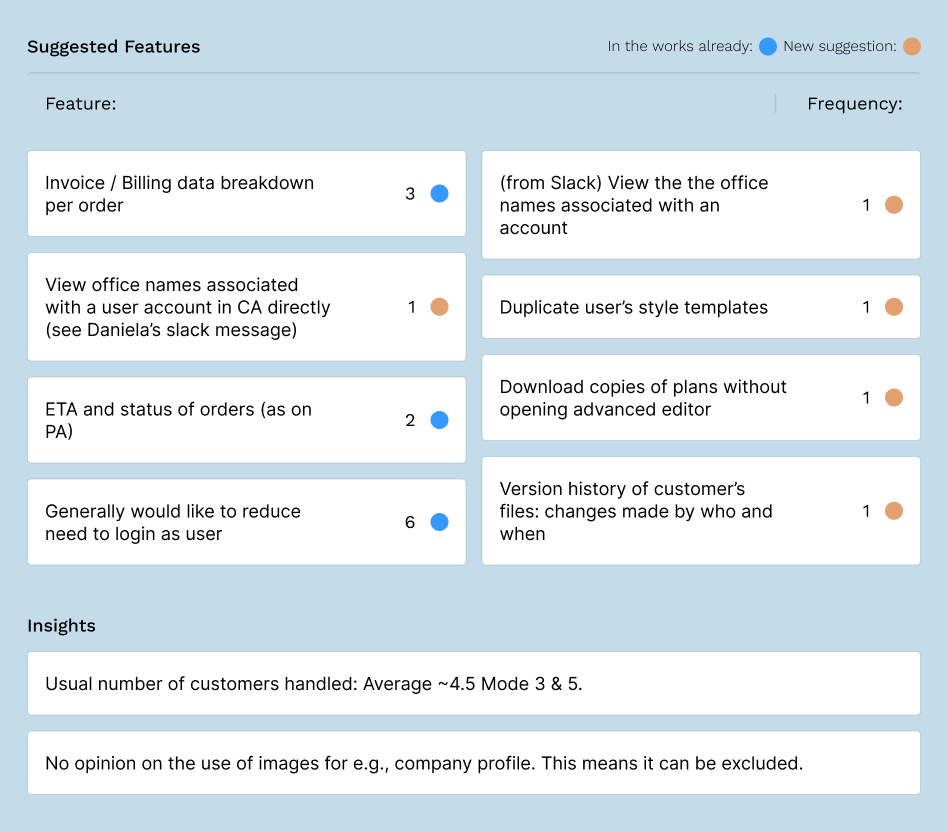 Suggested Features
In the works already:
New suggestion:
Feature:
Frequency:
Invoice / Billing data breakdown
per order
3
View office names associated
with a user account in CA directly
(see Daniela’s slack message)
1
ETA and status of orders (as on
PA)
2
Generally would like to reduce
need to login as user
6
(from Slack) View the the office
names associated with an
account
1
Duplicate user’s style templates
1
Download copies of plans without
opening advanced editor
1
Version history of customer’s
files: changes made by who and
when
1
Insights
Usual number of customers handled: Average ~4.5 Mode 3 & 5.
No opinion on the use of images for e.g., company profile. This means it can be excluded.